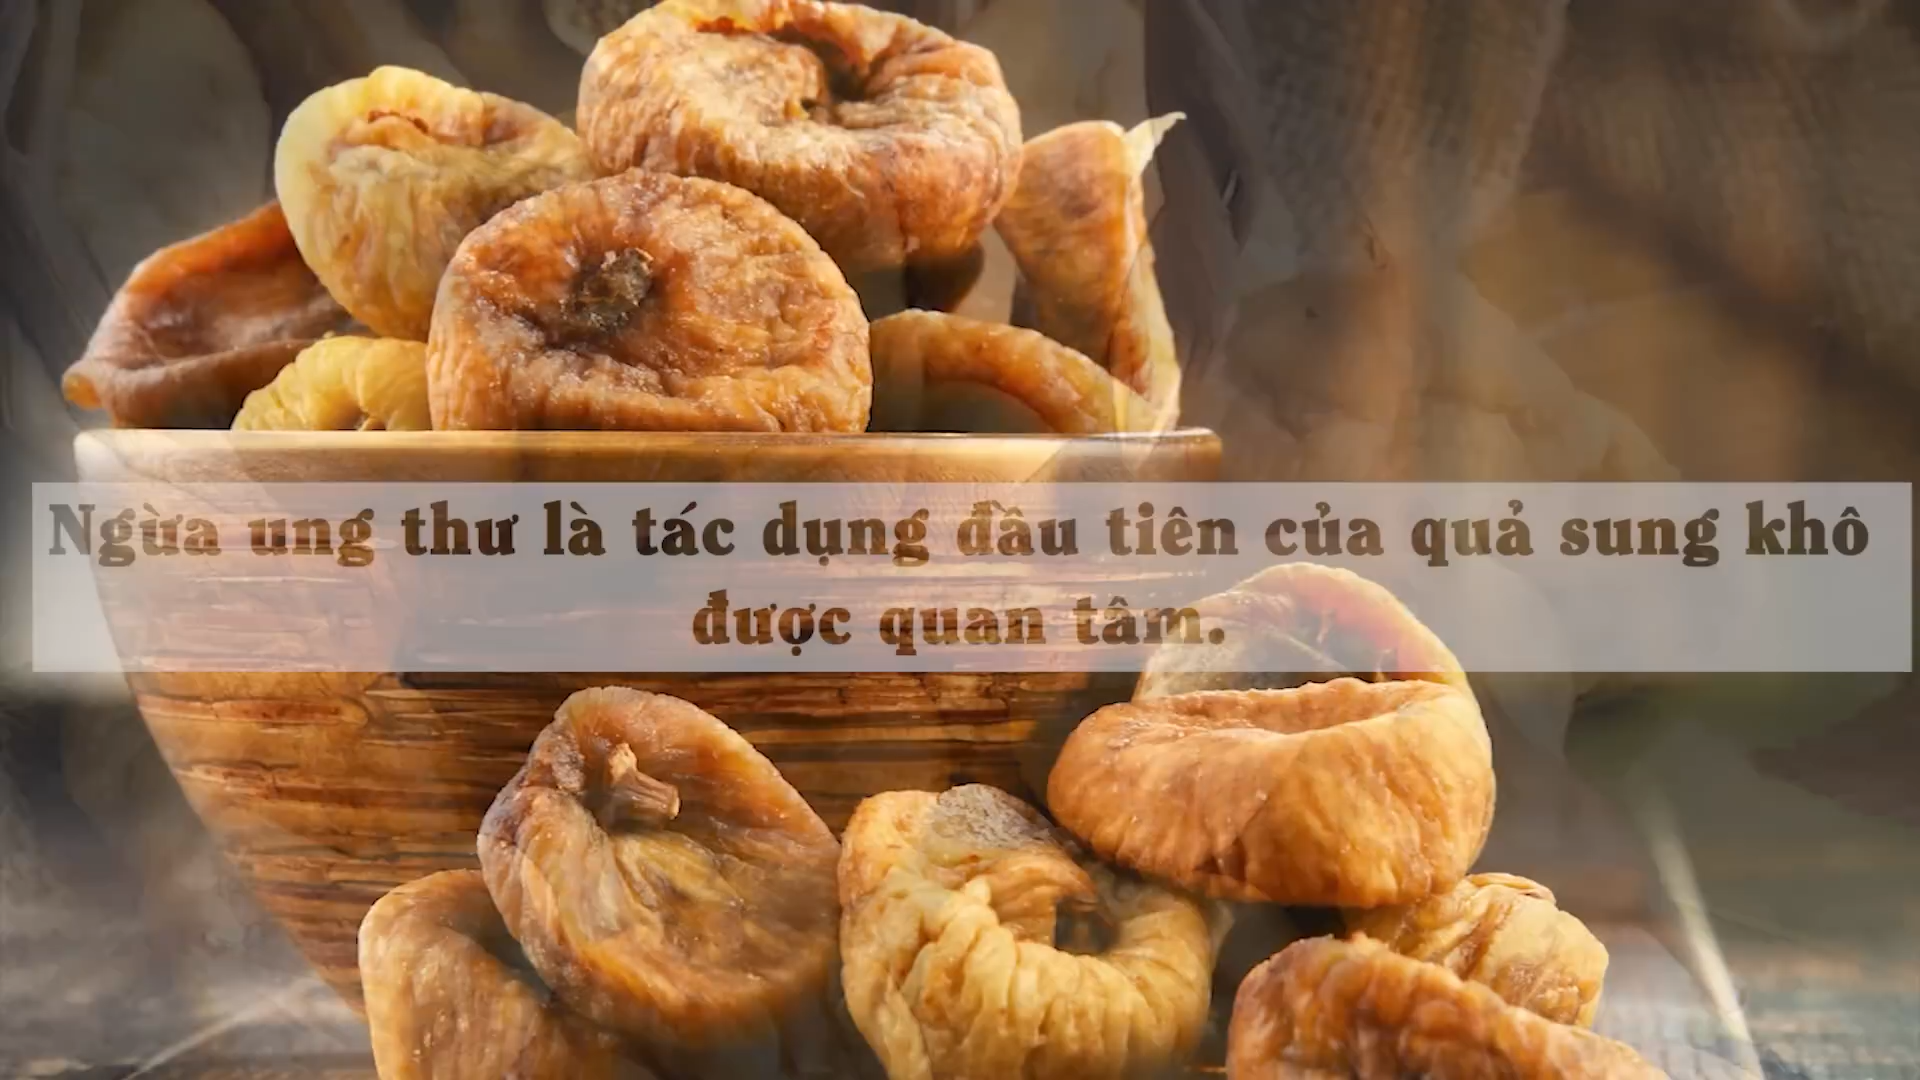 Ngừa ung thư là tác dụng đầu tiên của quả sung khô
được quan tâm.